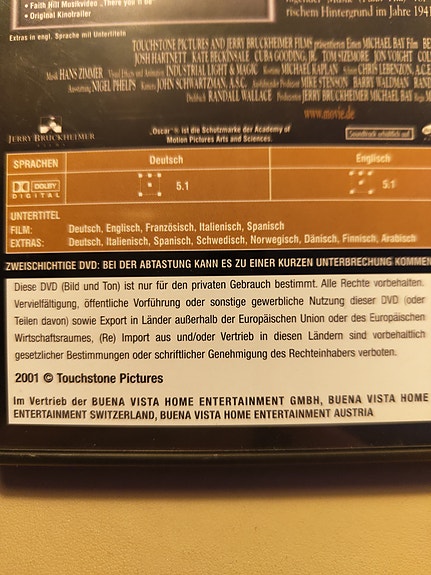 • Faith Hill Musikvideo „There you'll be“
• Original Kinotrailer
rischem Hintergrund im Jahre 1941
Extras in engl. Sprache mit Untertiteln
TOUCHSTONE PICTURES AND JERRY BRUCKHEIMER FILMS präsentieren Einen MICHAEL BAY Film
JOSH HARTNETT KATE BECKINSALE CUBA GOODING, JR. TOM SIZEMORE JON VOIGHT
Musik HANS ZIMMER Visual Effects and Animation INDUSTRIAL LIGHT & MAGIC Kostüme MICHAEL KAPLAN CHRIS LEBENZON, A.C.E.
Ausstattung NIGEL PHELPS Kamera JOHN SCHWARTZMAN, A.S.C. MIKE STENSON BARRY WALDMAN
Drehbuch RANDALL WALLACE Produzenten JERRY BRUCKHEIMER MICHAEL BAY
www.movie.de
JERRY BRUCKHEIMER
FILMS
„Oscar“® ist die Schutzmarke der Academy of
Motion Pictures Arts and Sciences.
Soundtrack erhältlich auf
SPRACHEN Deutsch Englisch
DOLBY DIGITAL 5.1 5.1
UNTERTITEL
FILM: Deutsch, Englisch, Französisch, Italienisch, Spanisch
EXTRAS: Deutsch, Italienisch, Spanisch, Schwedisch, Norwegisch, Dänisch, Finnisch, Arabisch
ZWEISCHICHTIGE DVD: BEI DER ABTASTUNG KANN ES ZU EINER KURZEN UNTERBRECHUNG KOMMEN
Diese DVD (Bild und Ton) ist nur für den privaten Gebrauch bestimmt. Alle Rechte vorbehalten.
Vervielfältigung, öffentliche Vorführung oder sonstige gewerbliche Nutzung dieser DVD (oder
Teilen davon) sowie Export in Länder außerhalb der Europäischen Union oder des Europäischen
Wirtschaftsraumes, (Re) Import aus und/oder Vertrieb in diesen Ländern sind vorbehaltlich
gesetzlicher Bestimmungen oder schriftlicher Genehmigung des Rechteinhabers verboten.
2001 © Touchstone Pictures
Im Vertrieb der BUENA VISTA HOME ENTERTAINMENT GMBH, BUENA VISTA HOME
ENTERTAINMENT SWITZERLAND, BUENA VISTA HOME ENTERTAINMENT AUSTRIA